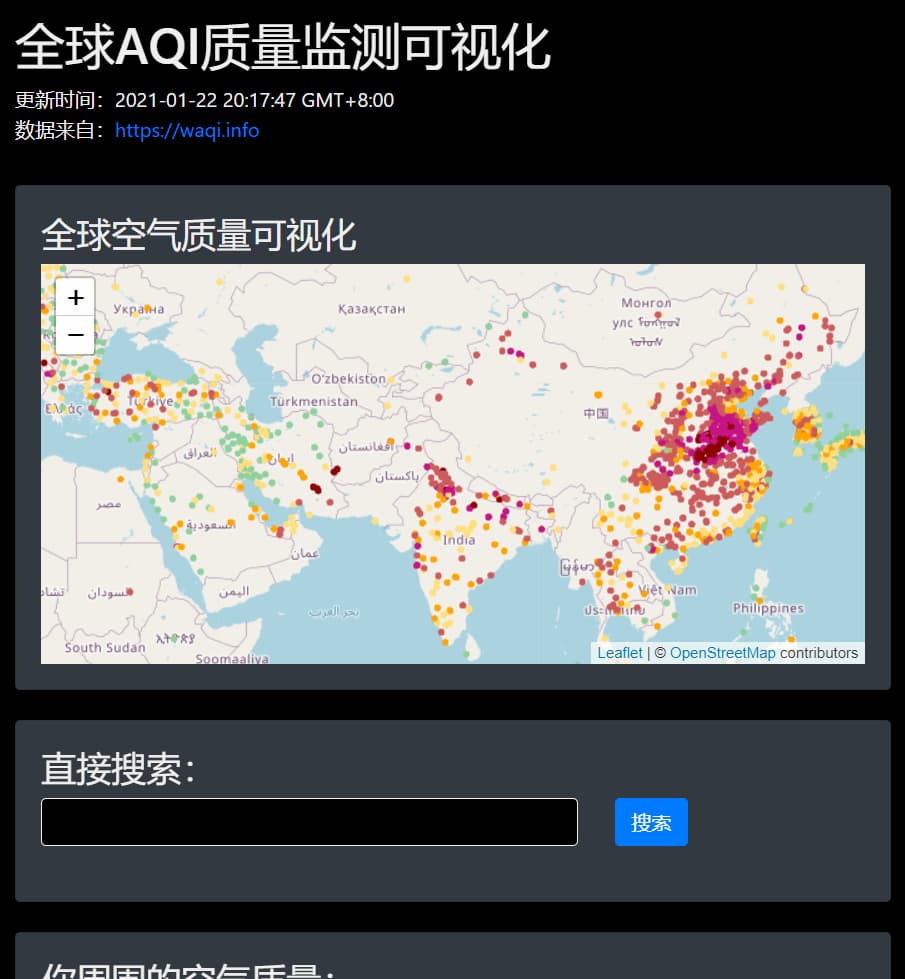 全球AQI质量监测可视化
更新时间：2021-01-22 20:17:47 GMT+8:00
数据来自：https://waqi.info
全球空气质量可视化
+
−
Україна
Қазақстан
Монгол
улс
O'zbekiston
Türkmenistan
Türkiye
Ελλάς
中国
افغانستان
العراق
ایران
پاکستان
مصر
السعودية
India
عمان
Việt Nam
السودان
اليمن
بحر العرب
Philippines
South Sudan
Soomaaliya
Leaflet | © OpenStreetMap contributors
直接搜索：
搜索
你周围的空气质量：